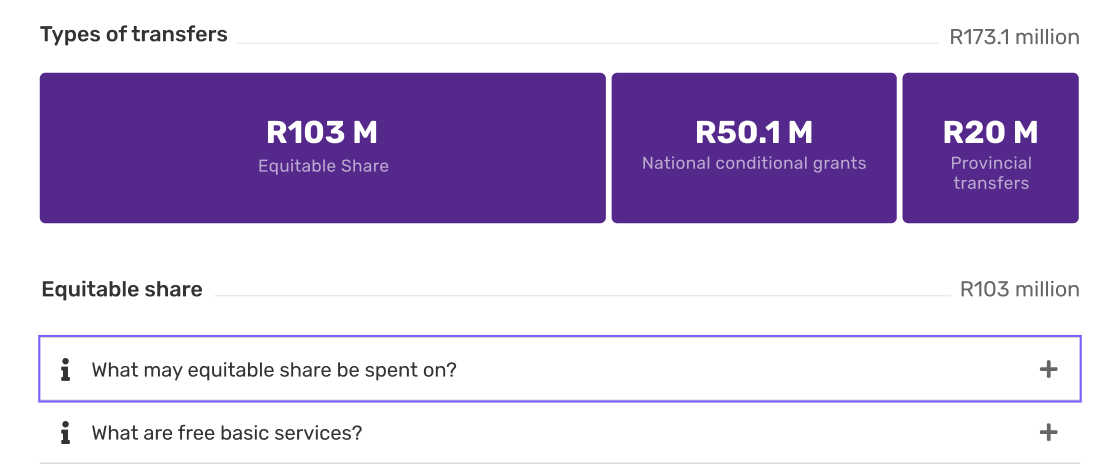 Types of transfers R173.1 million
R103 M R50.1 M R20 M
Equitable Share National conditional grants Provincial
transfers
Equitable share R103 million
What may equitable share be spent on? +
What are free basic services? +